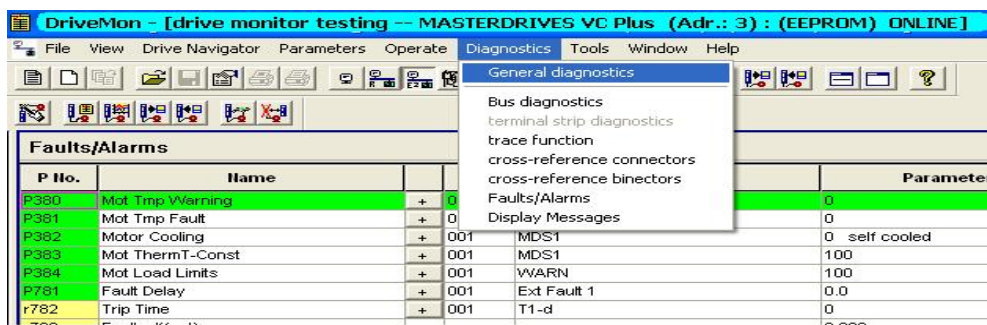 DriveMon - [drive monitor testing -- MASTERDRIVES VC Plus (Adr.: 3) : (EEPROM) ONLINE]
File View Drive Navigator Parameters Operate Diagnostics Tools Window Help
General diagnostics
Bus diagnostics
terminal strip diagnostics
trace function
cross-reference connectors
cross-reference binectors
Faults/Alarms
Display Messages
Faults/Alarms
P No. Name Paramete
P380 Mot Tmp Warning + 0 0
P381 Mot Tmp Fault + 0 0
P382 Motor Cooling + 001 MDS1 0 self cooled
P383 Mot ThermT-Const + 001 MDS1 100
P384 Mot Load Limits + 001 WARN 100
P781 Fault Delay + 001 Ext Fault 1 0.0
r782 Trip Time + 001 T1-d 0